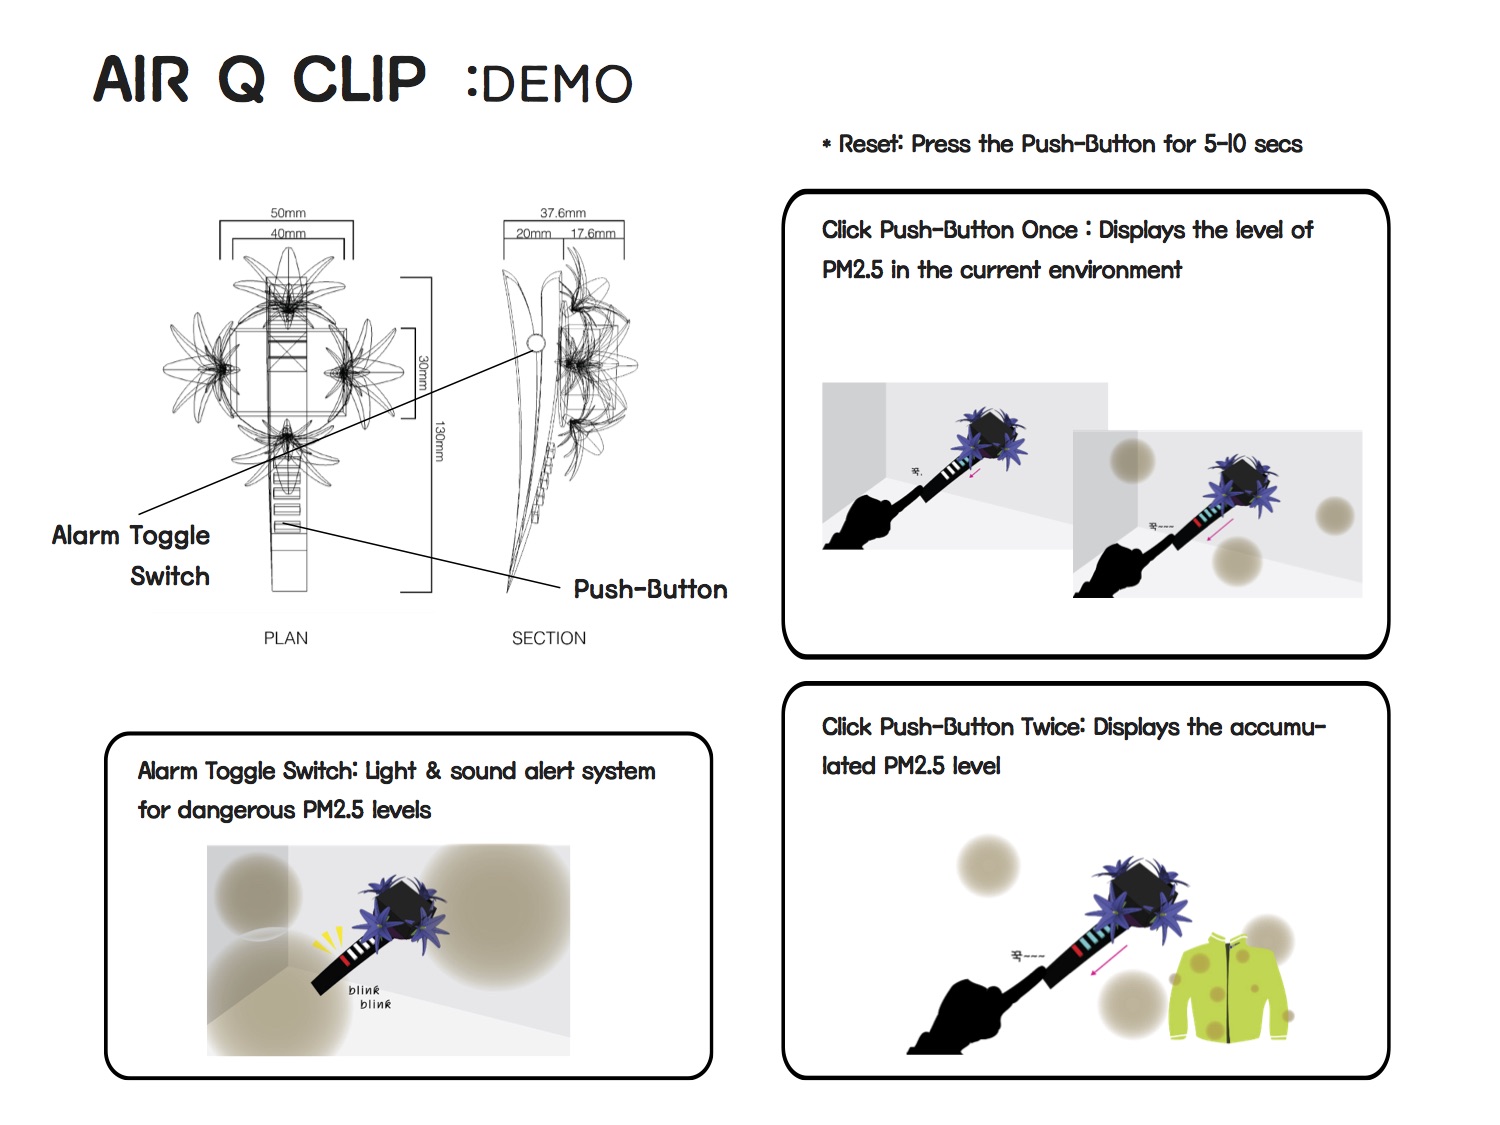 AIR Q CLIP :DEMO
* Reset: Press the Push-Button for 5-10 secs
50mm
40mm
37.6mm
20mm 17.6mm
30mm
130mm
Alarm Toggle
Switch
Push-Button
PLAN
SECTION
Click Push-Button Once : Displays the level of
PM2.5 in the current environment
꾹.
꾹~~~
Alarm Toggle Switch: Light & sound alert system
for dangerous PM2.5 levels
blink
blink
Click Push-Button Twice: Displays the accumu-
lated PM2.5 level
꾹~~~